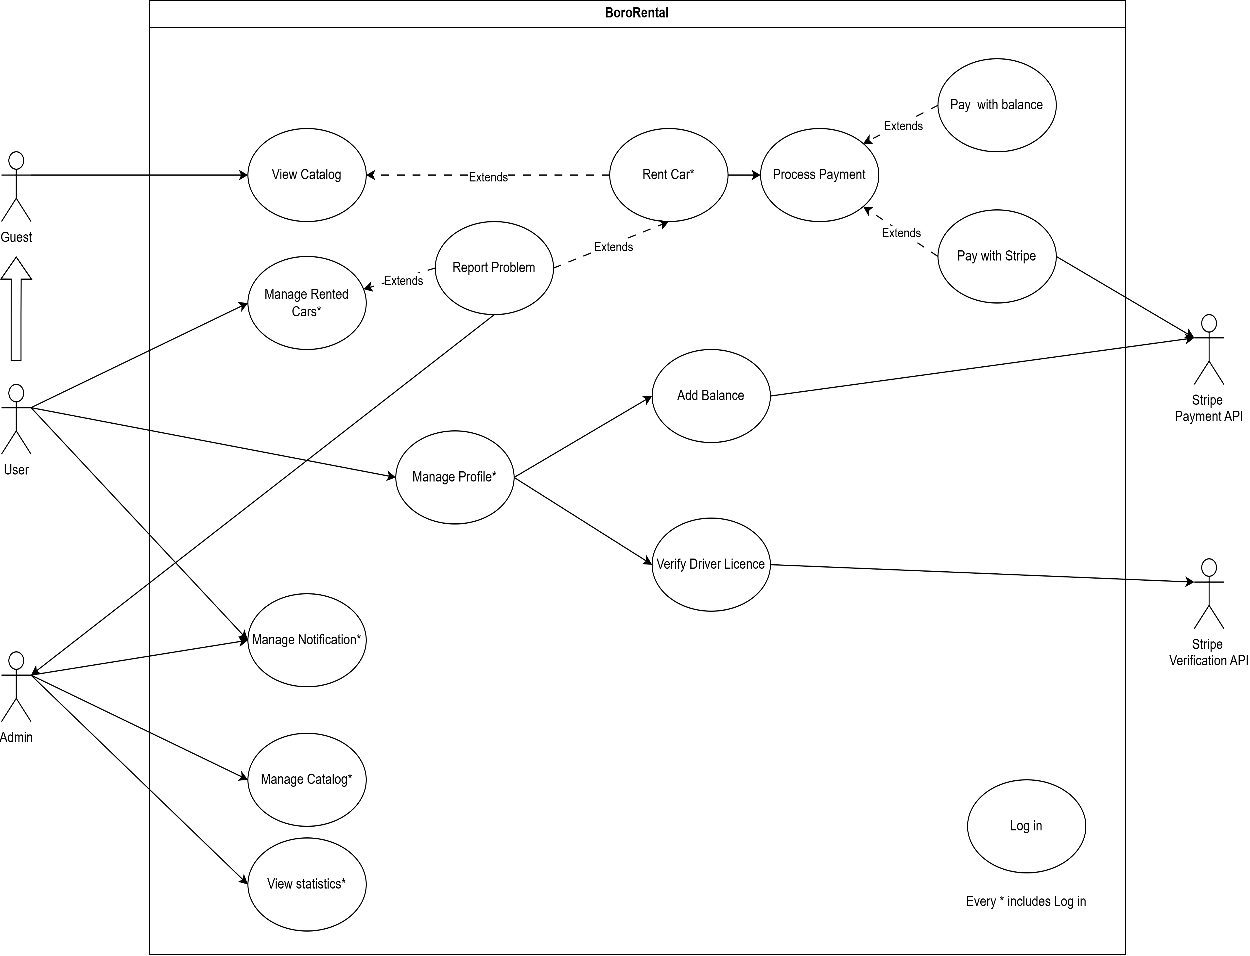 BoroRental
Pay  with balance
Extends
View Catalog
Extends
Rent Car*
Process Payment
Guest
Extends
Extends
Pay with Stripe
Report Problem
Extends
Manage Rented
Cars*
User
Add Balance
Stripe
Payment API
Manage Profile*
Verify Driver Licence
Stripe
Verification API
Manage Notification*
Admin
Manage Catalog*
Log in
View statistics*
Every * includes Log in